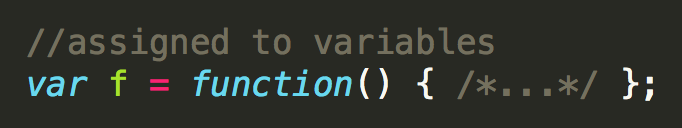 //assigned to variables
var f = function() { /*...*/ };